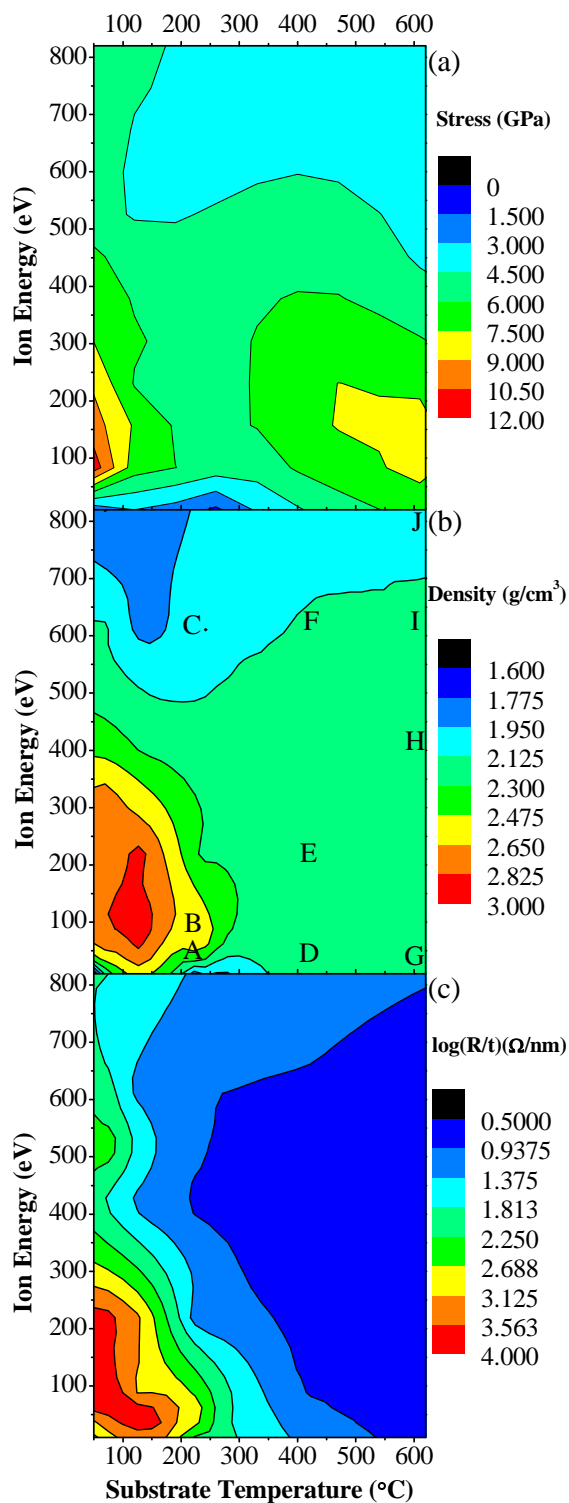 100 200 300 400 500 600
800
700
600
500
400
300
200
100
Ion Energy (eV)
(a)
Stress (GPa)
0
1.500
3.000
4.500
6.000
7.500
9.000
10.50
12.00
800
700
600
500
400
300
200
100
Ion Energy (eV)
J
C.
F
I
H
E
B
A
D
G
(b)
Density (g/cm³)
1.600
1.775
1.950
2.125
2.300
2.475
2.650
2.825
3.000
800
700
600
500
400
300
200
100
Ion Energy (eV)
(c)
log(R/t)(Ω/nm)
0.5000
0.9375
1.375
1.813
2.250
2.688
3.125
3.563
4.000
100 200 300 400 500 600
Substrate Temperature (°C)